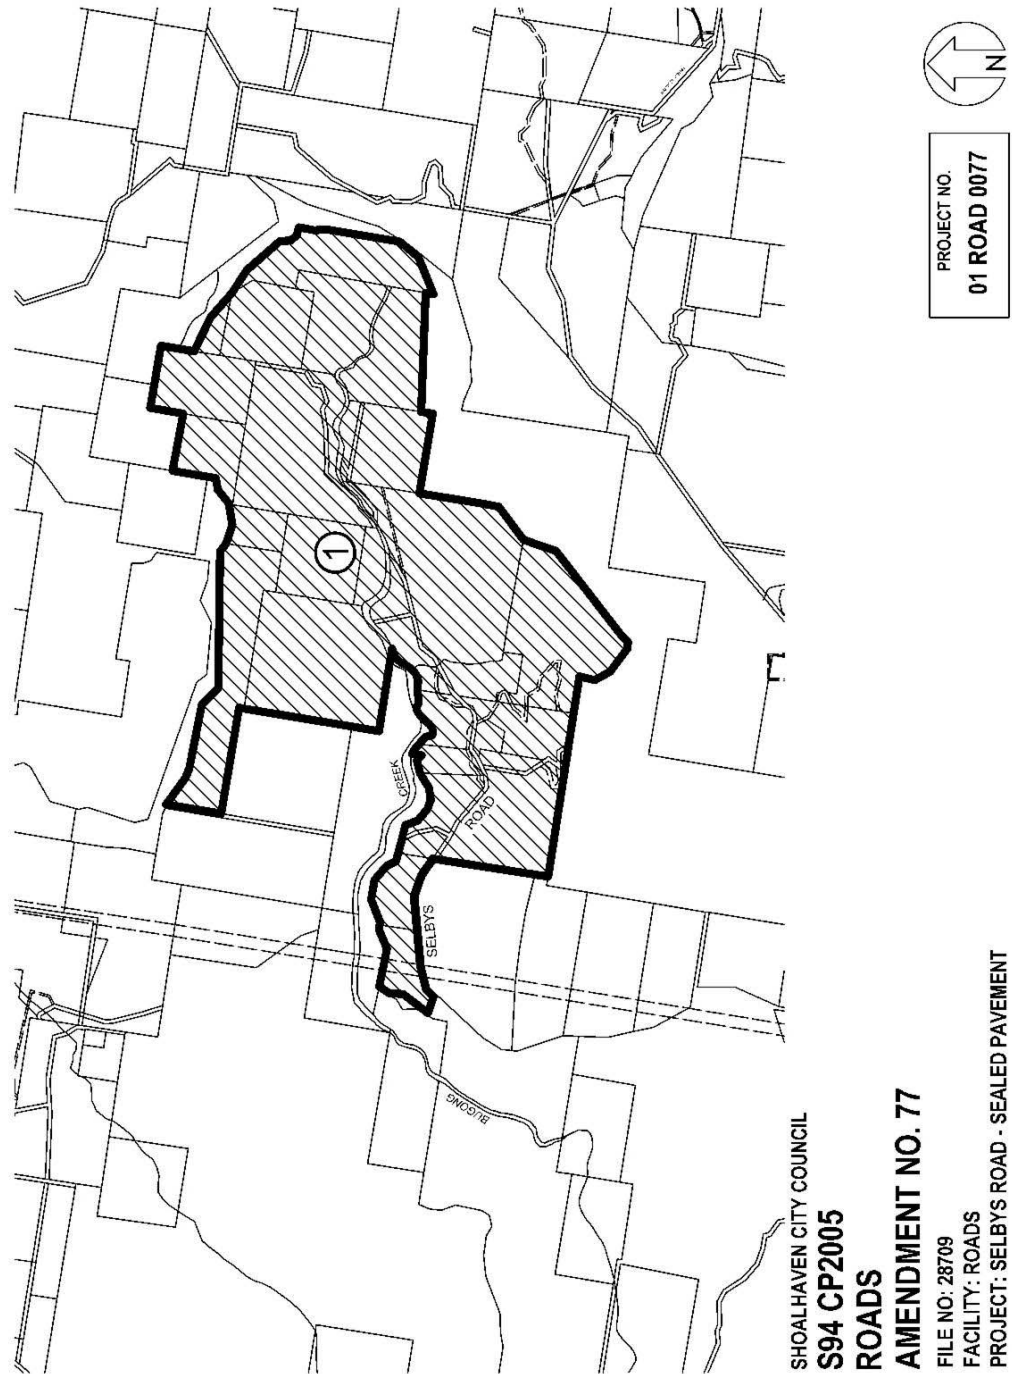 1
CREEK
ROAD
SELBYS
BUGONG
SHOALHAVEN CITY COUNCIL
S94 CP2005
ROADS
AMENDMENT NO. 77
FILE NO: 28709
FACILITY: ROADS
PROJECT: SELBYS ROAD - SEALED PAVEMENT
PROJECT NO.
01 ROAD 0077
N